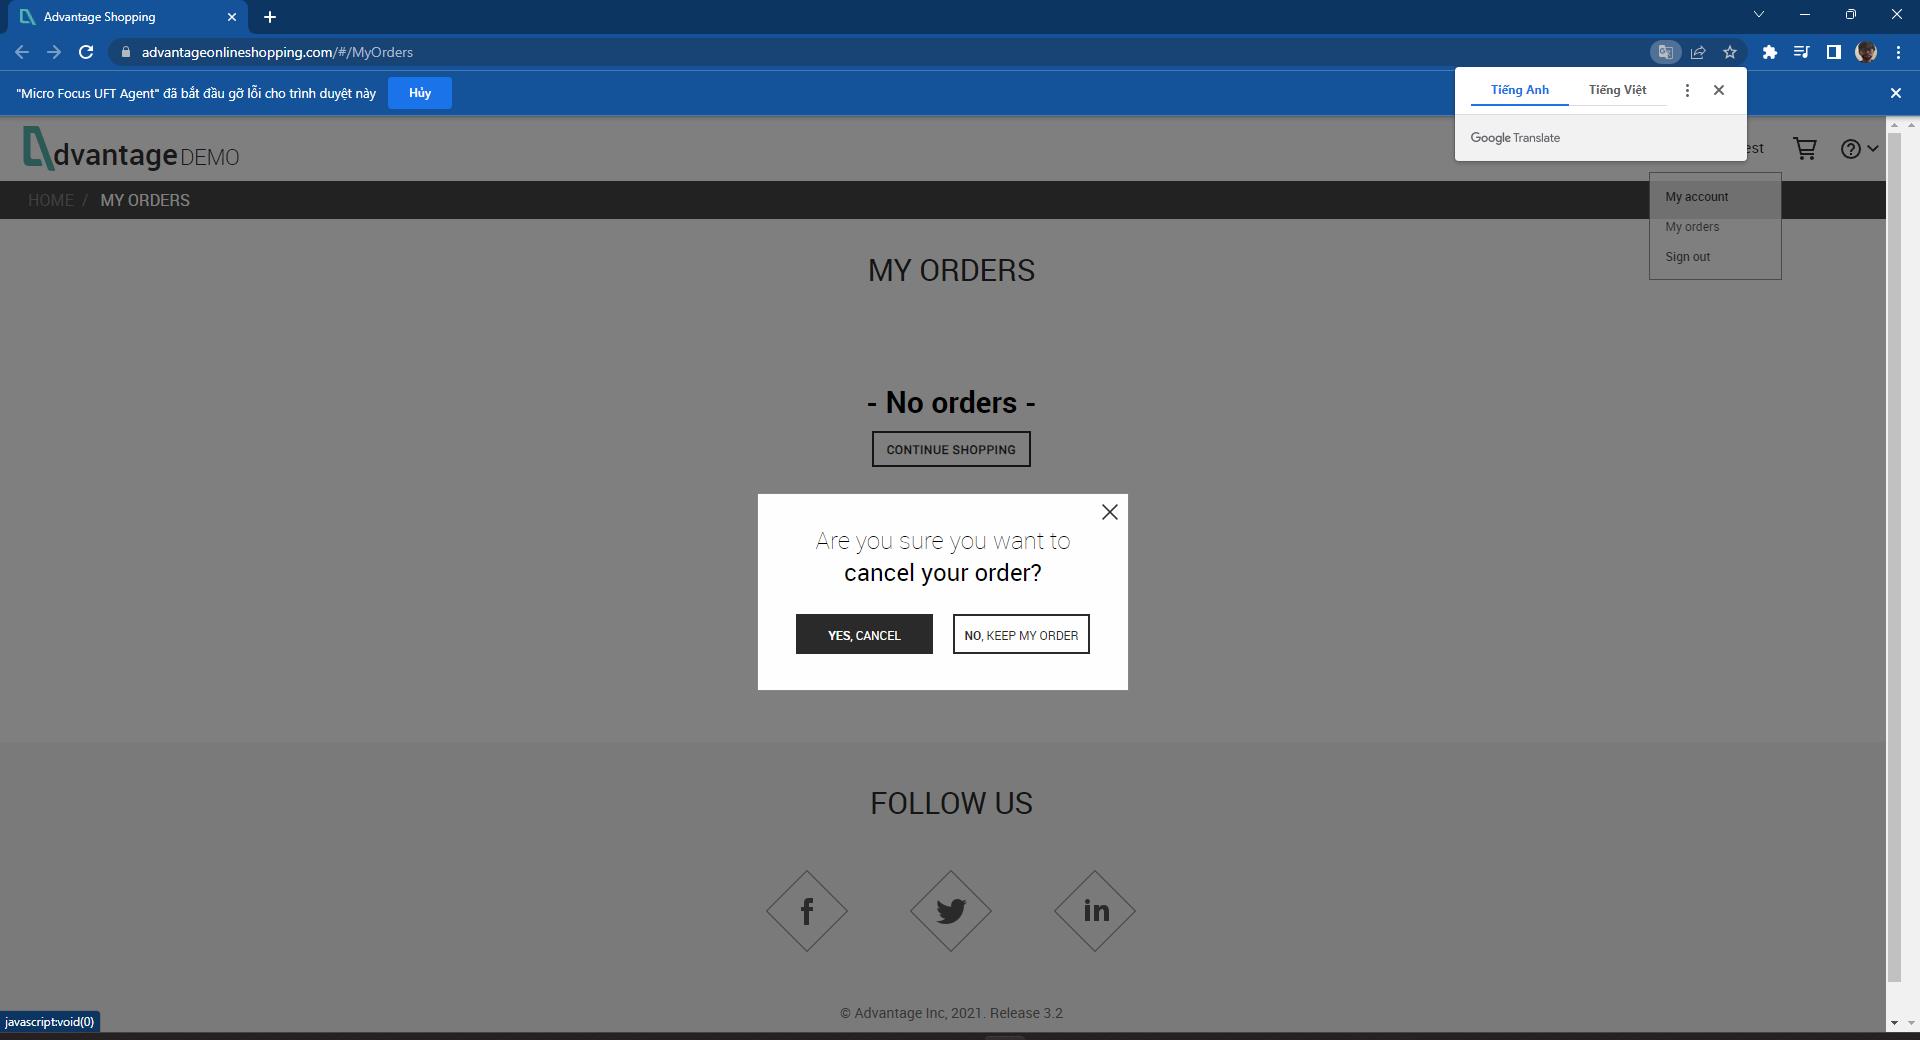 Advantage Shopping
advantageonlineshopping.com/#/MyOrders
"Micro Focus UFT Agent" đã bắt đầu gỡ lỗi cho trình duyệt này
Hủy
Tiếng Anh
Tiếng Việt
Google Translate
dvantage DEMO
est
HOME / MY ORDERS
My account
My orders
Sign out
MY ORDERS
- No orders -
CONTINUE SHOPPING
Are you sure you want to
cancel your order?
YES, CANCEL
NO, KEEP MY ORDER
FOLLOW US
f
in
© Advantage Inc, 2021. Release 3.2
javascript:void(0)